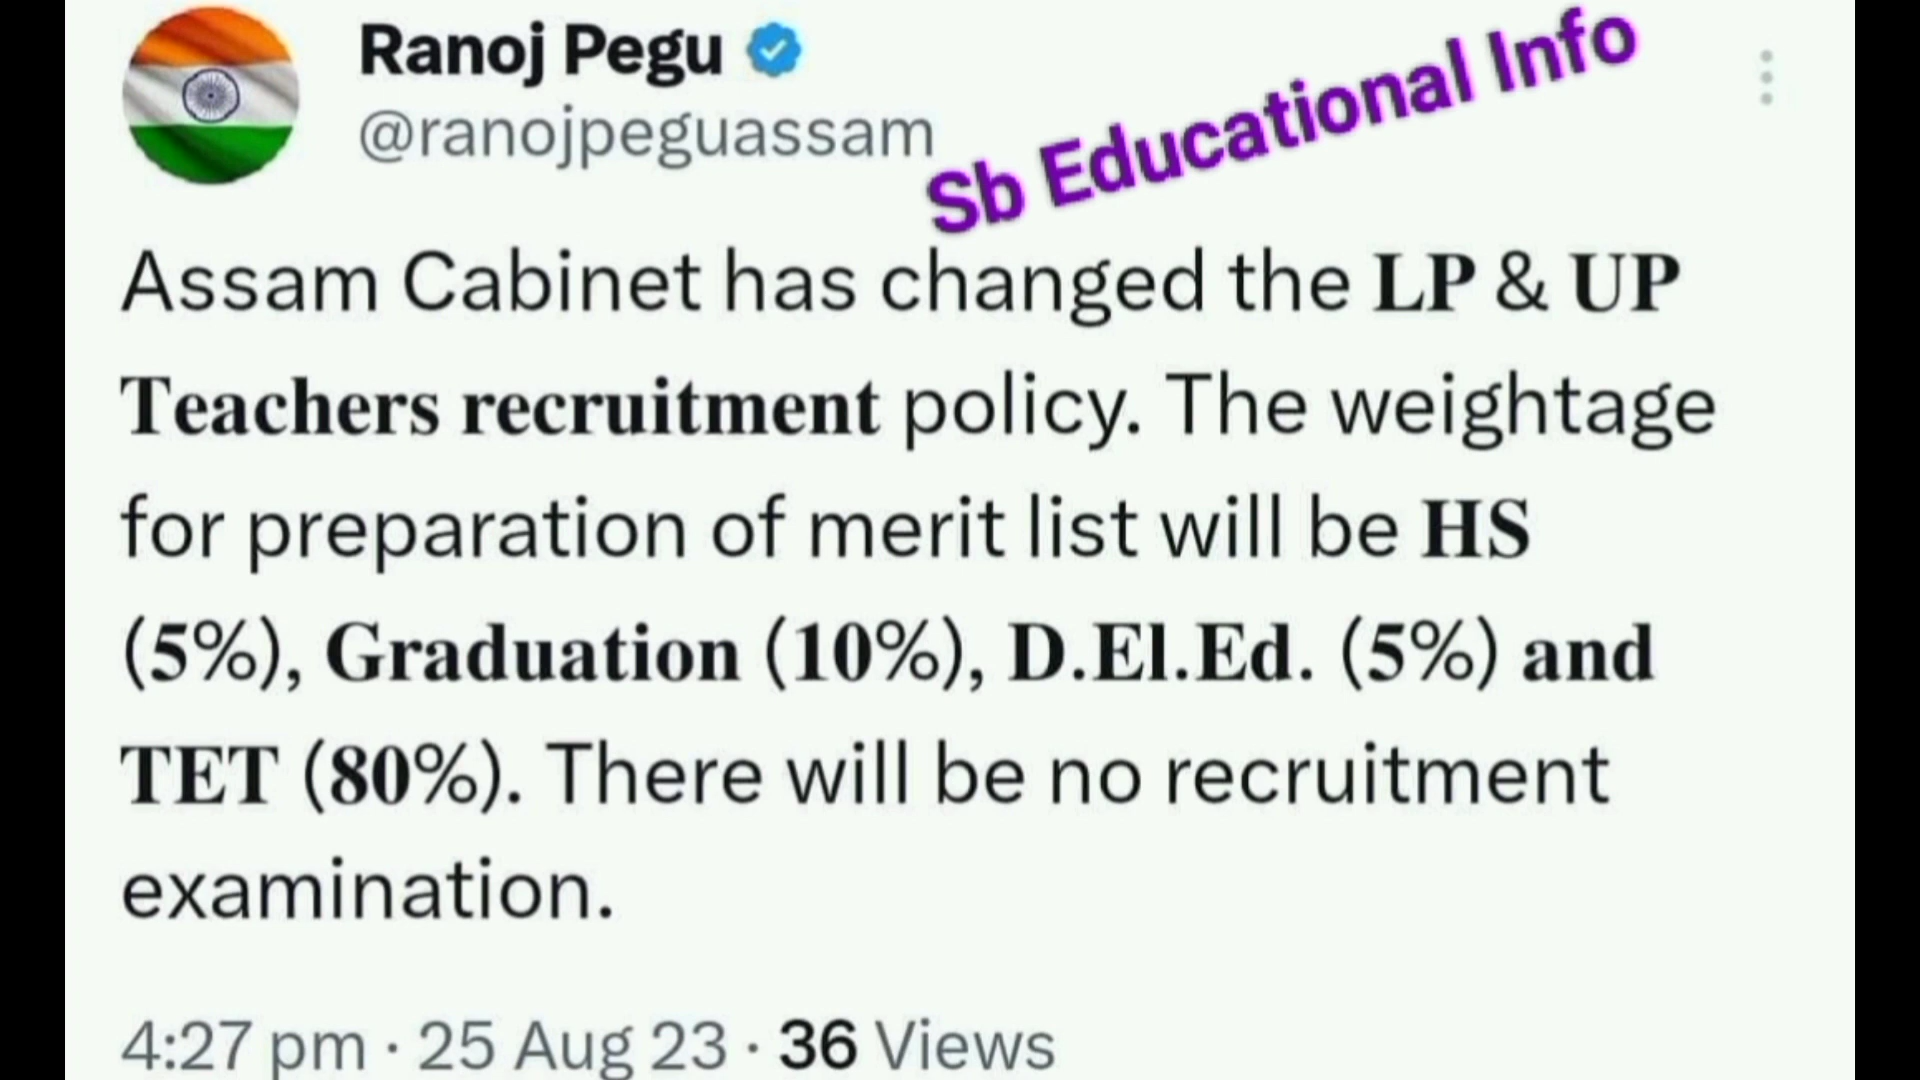 Ranoj Pegu
@ranojpeguassam
Sb Educational Info
Assam Cabinet has changed the LP & UP
Teachers recruitment policy. The weightage
for preparation of merit list will be HS
(5%), Graduation (10%), D.El.Ed. (5%) and
TET (80%). There will be no recruitment
examination.
4:27 pm · 25 Aug 23 · 36 Views